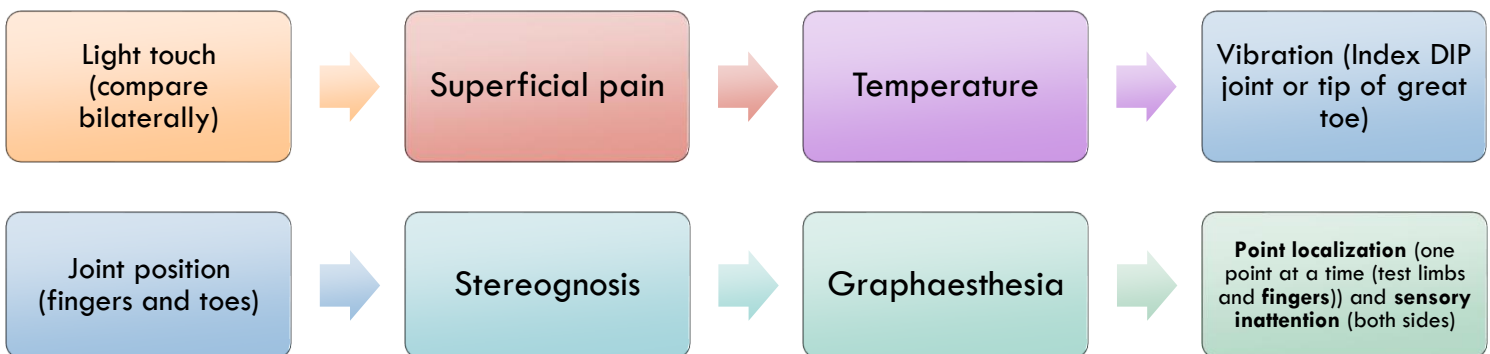 Light touch
(compare
bilaterally)
Superficial pain
Temperature
Vibration (Index DIP
joint or tip of great
toe)
Joint position
(fingers and toes)
Stereognosis
Graphaesthesia
Point localization (one
point at a time (test limbs
and fingers)) and sensory
inattention (both sides)